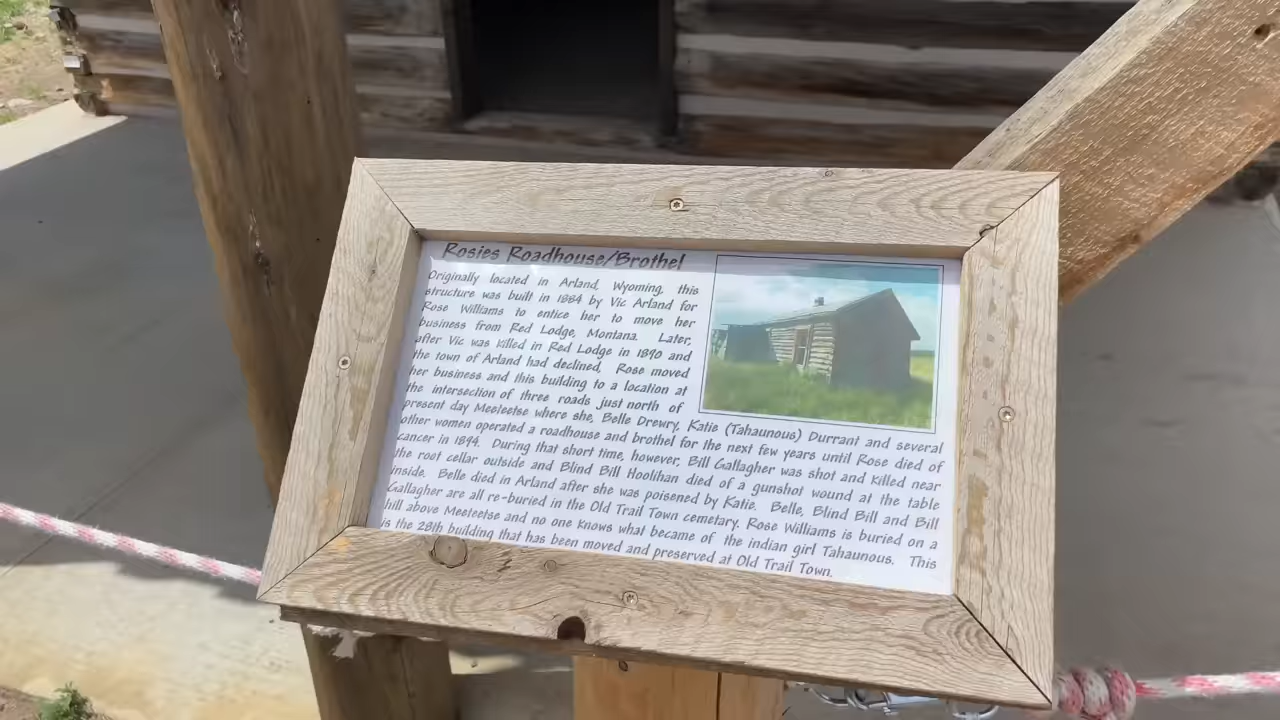 Rosies Roadhouse/Brothel
Originally located in Arland, Wyoming, this
structure was built in 1884 by Vic Arland for
Rose Williams to entice her to move her
business from Red Lodge, Montana. Later,
after Vic was killed in Red Lodge in 1890 and
the town of Arland had declined, Rose moved
her business and this building to a location at
the intersection of three roads just north of
present day Meeteetse where she, Belle Drewry, Katie (Tahaunous) Durrant and several
other women operated a roadhouse and brothel for the next few years until Rose died of
cancer in 1894. During that short time, however, Bill Gallagher was shot and killed near
the root cellar outside and Blind Bill Hoolihan died of a gunshot wound at the table
inside. Belle died in Arland after she was poisened by Katie. Belle, Blind Bill and Bill
Gallagher are all re-buried in the Old Trail Town cemetary. Rose Williams is buried on a
hill above Meeteetse and no one knows what became of the indian girl Tahaunous. This
is the 28th building that has been moved and preserved at Old Trail Town.